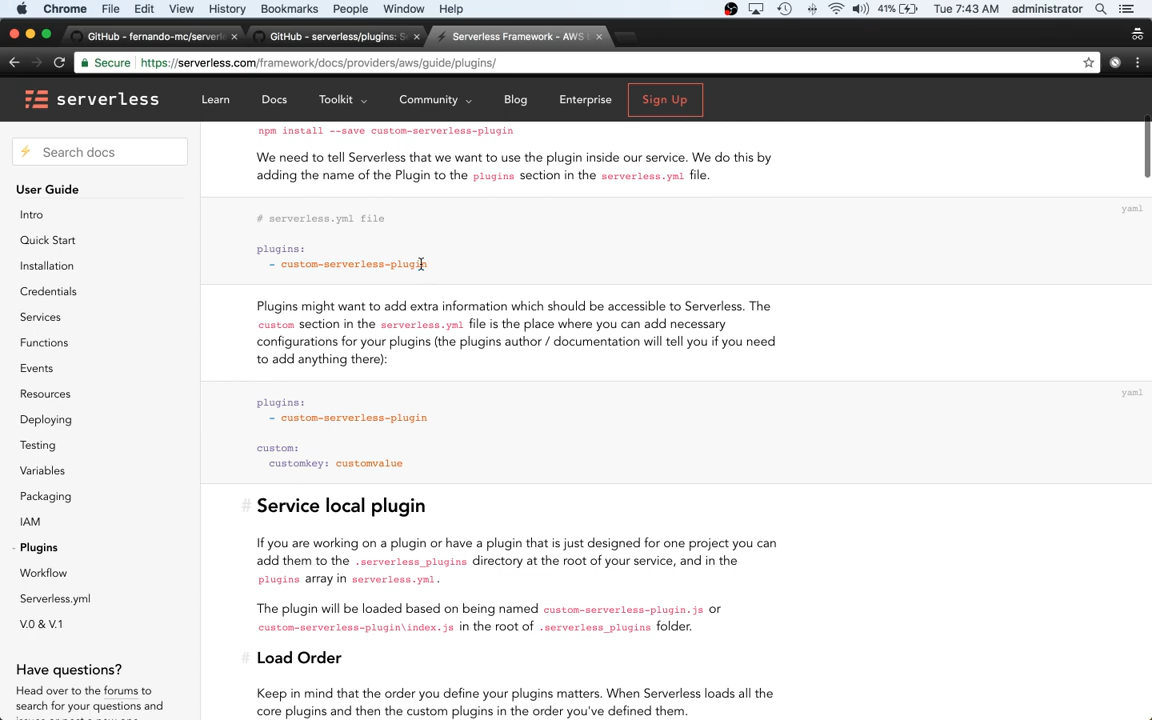 Chrome File Edit View History Bookmarks People Window Help 41% Tue 7:43 AM administrator
GitHub - fernando-mc/serverle
GitHub - serverless/plugins: Se
Serverless Framework - AWS L
Secure https://serverless.com/framework/docs/providers/aws/guide/plugins/
serverless Learn Docs Toolkit Community Blog Enterprise Sign Up
Search docs
User Guide
Intro
Quick Start
Installation
Credentials
Services
Functions
Events
Resources
Deploying
Testing
Variables
Packaging
IAM
- Plugins
Workflow
Serverless.yml
V.0 & V.1
Have questions?
Head over to the forums to
search for your questions and
npm install --save custom-serverless-plugin
We need to tell Serverless that we want to use the plugin inside our service. We do this by
adding the name of the Plugin to the plugins section in the serverless.yml file.
yaml
# serverless.yml file
plugins:
- custom-serverless-plugin
Plugins might want to add extra information which should be accessible to Serverless. The
custom section in the serverless.yml file is the place where you can add necessary
configurations for your plugins (the plugins author / documentation will tell you if you need
to add anything there):
yaml
plugins:
- custom-serverless-plugin
custom:
customkey: customvalue
# Service local plugin
If you are working on a plugin or have a plugin that is just designed for one project you can
add them to the .serverless_plugins directory at the root of your service, and in the
plugins array in serverless.yml.
The plugin will be loaded based on being named custom-serverless-plugin.js or
custom-serverless-plugin\index.js in the root of .serverless_plugins folder.
# Load Order
Keep in mind that the order you define your plugins matters. When Serverless loads all the
core plugins and then the custom plugins in the order you've defined them.